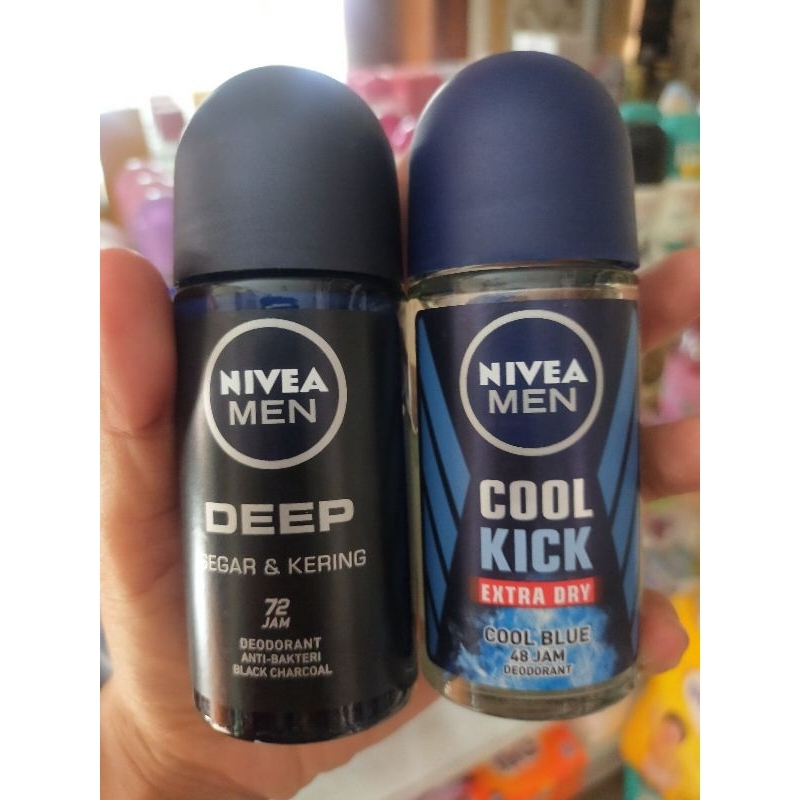 NIVEA
MEN
DEEP
SEGAR & KERING
72
JAM
DEODORANT
ANTI-BAKTERI
BLACK CHARCOAL
NIVEA
MEN
COOL
KICK
EXTRA DRY
COOL BLUE
48 JAM
DEODORANT